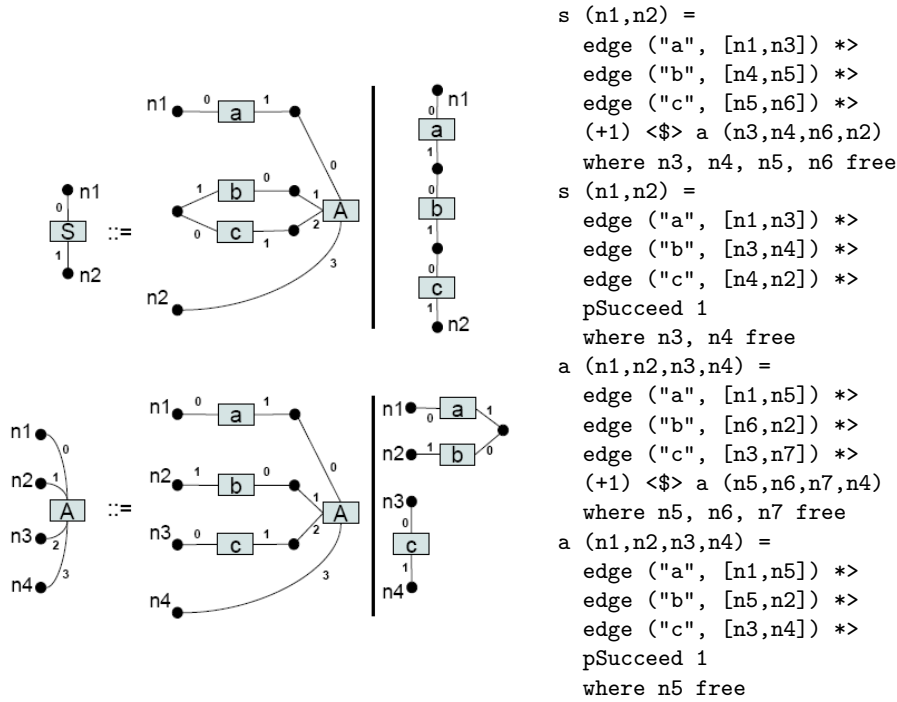 n1
0
S
1
n2
::=
n1
0
a
1
0
1
b
0
1
A
0
c
1
2
3
n2
n1
0
a
1
0
b
1
0
c
1
n2
n1
0
n2
1
A
n3
2
n4
3
::=
n1
0
a
1
0
n2
1
b
0
1
A
n3
0
c
1
2
3
n4
n1
0
a
1
n2
1
b
0
n3
0
c
1
n4
s (n1,n2) =
edge ("a", [n1,n3]) *>
edge ("b", [n4,n5]) *>
edge ("c", [n5,n6]) *>
(+1) <$> a (n3,n4,n6,n2)
where n3, n4, n5, n6 free
s (n1,n2) =
edge ("a", [n1,n3]) *>
edge ("b", [n3,n4]) *>
edge ("c", [n4,n2]) *>
pSucceed 1
where n3, n4 free
a (n1,n2,n3,n4) =
edge ("a", [n1,n5]) *>
edge ("b", [n6,n2]) *>
edge ("c", [n3,n7]) *>
(+1) <$> a (n5,n6,n7,n4)
where n5, n6, n7 free
a (n1,n2,n3,n4) =
edge ("a", [n1,n5]) *>
edge ("b", [n5,n2]) *>
edge ("c", [n3,n4]) *>
pSucceed 1
where n5 free